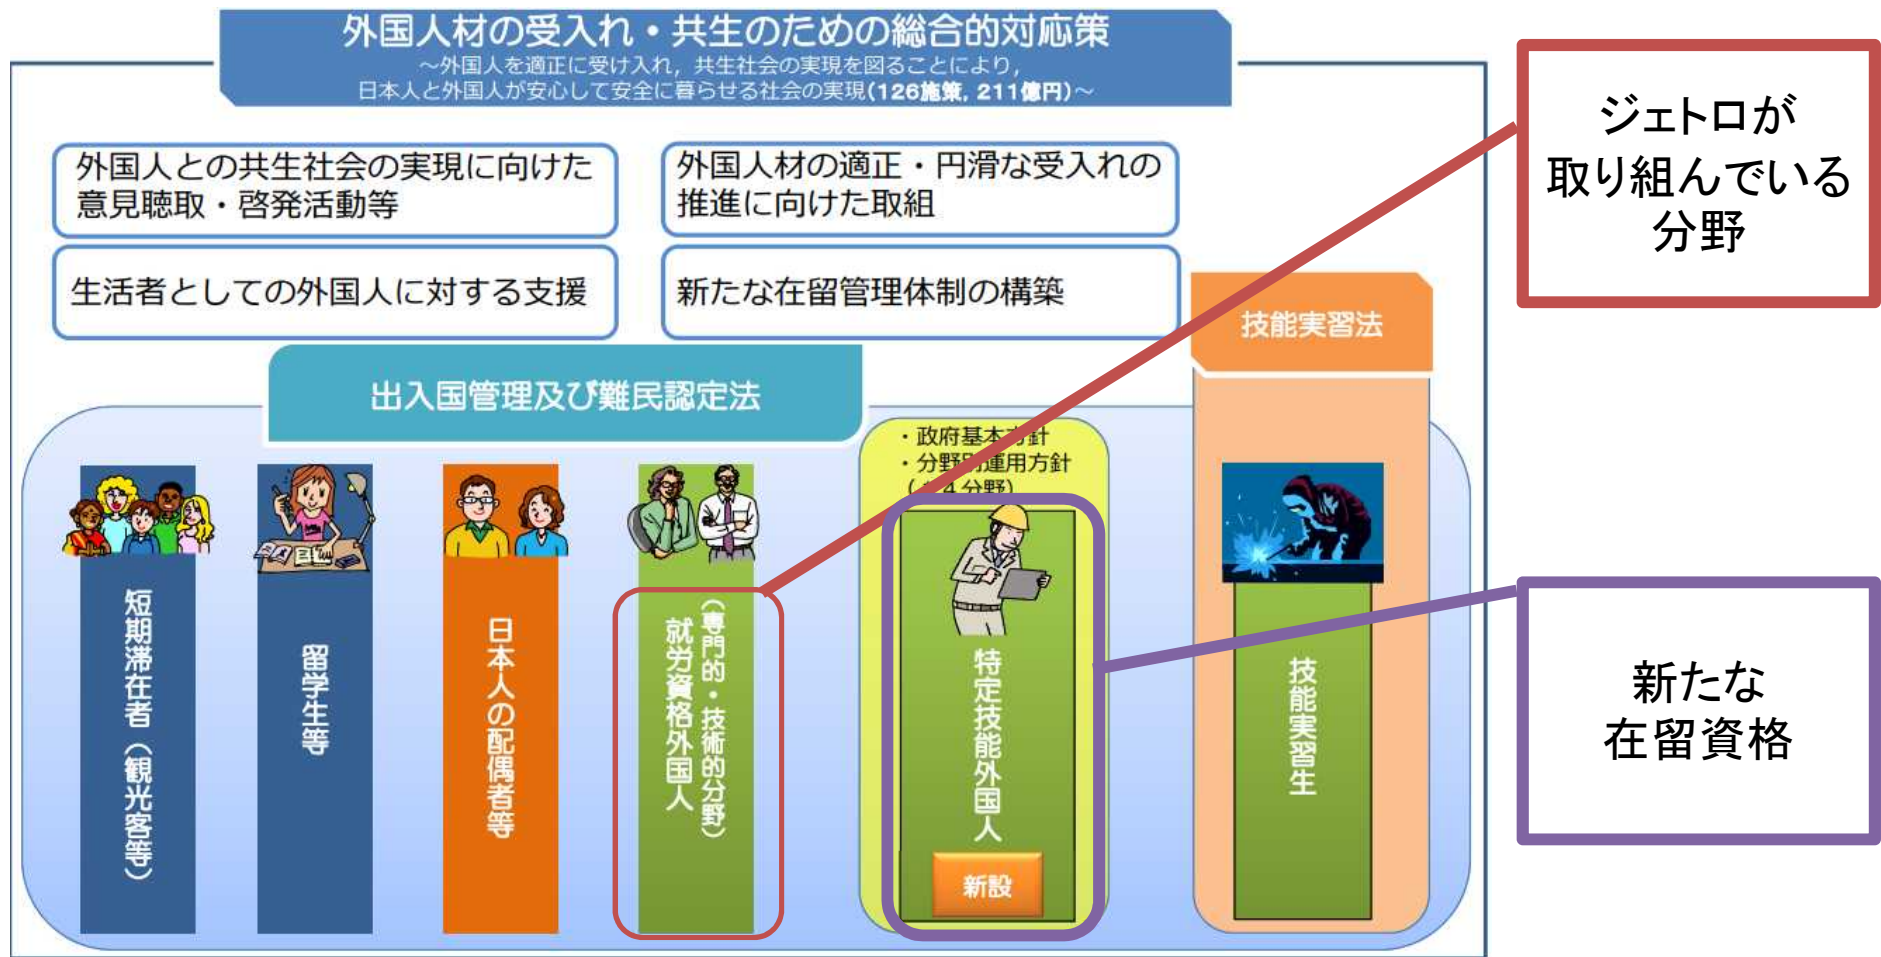 外国人材の受入れ・共生のための総合的対応策
～外国人を適正に受け入れ，共生社会の実現を図ることにより，
日本人と外国人が安心して安全に暮らせる社会の実現(126施策，211億円)～
外国人との共生社会の実現に向けた
意見聴取・啓発活動等
外国人材の適正・円滑な受入れの
推進に向けた取組
生活者としての外国人に対する支援
新たな在留管理体制の構築
ジェトロが
取り組んでいる
分野
技能実習法
出入国管理及び難民認定法
・政府基本方針
・分野別運用方針
４分野）
短期滞在者（観光客等）
留学生等
日本人の配偶者等
（専門的・技術的分野）
就労資格外国人
特定技能外国人
新設
技能実習生
新たな
在留資格